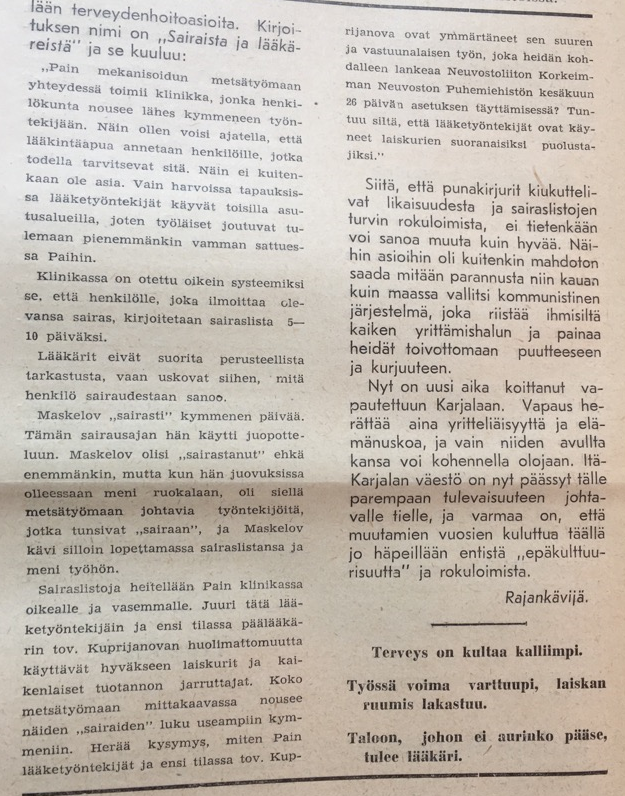 lään terveydenhoitoasioita. Kirjoi-
tuksen nimi on „Sairaista ja lääkä-
reistä" ja se kuuluu:
„Pain mekanisoidun metsätyömaan
yhteydessä toimii klinikka, jonka henki-
lökunta nousee lähes kymmeneen työn-
tekijään. Näin ollen voisi ajatella, että
lääkintäapua annetaan henkilöille, jotka
todella tarvitsevat sitä. Näin ei kuiten-
kaan ole asia. Vain harvoissa tapauksis-
sa lääketyöntekijät käyvät toisilla asu-
tusalueilla, joten työläiset joutuvat tu-
lemaan pienemmänkin vamman sattues-
sa Paihin.
Klinikassa on otettu oikein systeemiksi
se, että henkilölle, joka ilmoittaa ole-
vansa sairas, kirjoitetaan sairaslista 5—
10 päiväksi.
Lääkärit eivät suorita perusteellista
tarkastusta, vaan uskovat siihen, mitä
henkilö sairaudestaan sanoo.
Maskelov „sairasti" kymmenen päivää.
Tämän sairausajan hän käytti juopotte-
luun. Maskelov olisi „sairastanut" ehkä
enemmänkin, mutta kun hän juovuksissa
olleessaan meni ruokalaan, oli siellä
metsätyömaan johtavia työntekijöitä,
jotka tunsivat „sairaan", ja Maskelov
kävi silloin lopettamassa sairaslistansa ja
meni työhön.
Sairaslistoja heitellään Pain klinikassa
oikealle ja vasemmalle. Juuri tätä lää-
ketyöntekijäin ja ensi tilassa päälääkä-
rin tov. Kuprijanovan huolimattomuutta
käyttävät hyväkseen laiskurit ja kai-
kenlaiset tuotannon jarruttajat. Koko
metsätyömaan mittakaavassa nousee
näiden „sairaiden" luku useampiin kym-
meniin. Herää kysymys, miten Pain
lääketyöntekijät ja ensi tilassa tov. Kup-
rijanova ovat ymmärtäneet sen suuren
ja vastuunalaisen työn, joka heidän koh-
dalleen lankeaa Neuvostoliiton Korkeim-
man Neuvoston Puhemiehistön kesäkuun
26 päivän asetuksen täyttämisessä? Tun-
tuu siltä, että lääketyöntekijät ovat käy-
neet laiskurien suoranaisiksi puolusta-
jiksi."
Siitä, että punakirjurit kiukutteli-
vat likaisuudesta ja sairaslistojen
turvin rokuloimista, ei tietenkään
voi sanoa muuta kuin hyvää. Näi-
hin asioihin oli kuitenkin mahdoton
saada mitään parannusta niin kauan
kuin maassa vallitsi kommunistinen
järjestelmä, joka riistää ihmisiltä
kaiken yrittämishalun ja painaa
heidät toivottomaan puutteeseen
ja kurjuuteen.
Nyt on uusi aika koittanut va-
pautettuun Karjalaan. Vapaus he-
rättää aina yritteliäisyyttä ja elä-
mänuskoa, ja vain niiden avullta
kansa voi kohennella olojaan. Itä-
Karjalan väestö on nyt päässyt tälle
parempaan tulevaisuuteen johta-
valle tielle, ja varmaa on, että
muutamien vuosien kuluttua täällä
jo häpeillään entistä „epäkulttuu-
risuutta" ja rokuloimista.
Rajankävijä.
Terveys on kultaa kalliimpi.
Työssä voima varttuupi, laiskan
ruumis lakastuu.
Taloon, johon ei aurinko pääse,
tulee lääkäri.